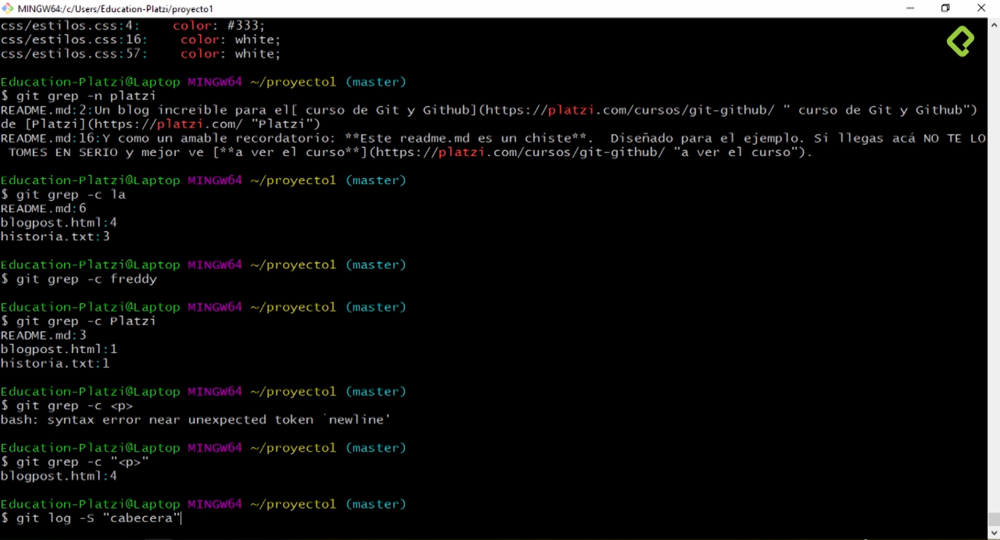 MINGW64:/c/Users/Education-Platzi/proyecto1
css/estilos.css:4:    color: #333;
css/estilos.css:16:    color: white;
css/estilos.css:57:    color: white;
Education-Platzi@Laptop MINGW64 ~/proyecto1 (master)
$ git grep -n platzi
README.md:2:Un blog increíble para el[ curso de Git y Github](https://platzi.com/cursos/git-github/ " curso de Git y Github")
de [Platzi](https://platzi.com/ "Platzi")
README.md:16:Y como un amable recordatorio: **Este readme.md es un chiste**.  Diseñado para el ejemplo. Si llegas acá NO TE LO
 TOMES EN SERIO y mejor ve [**a ver el curso**](https://platzi.com/cursos/git-github/ "a ver el curso").
Education-Platzi@Laptop MINGW64 ~/proyecto1 (master)
$ git grep -c la
README.md:6
blogpost.html:4
historia.txt:3
Education-Platzi@Laptop MINGW64 ~/proyecto1 (master)
$ git grep -c freddy
Education-Platzi@Laptop MINGW64 ~/proyecto1 (master)
$ git grep -c Platzi
README.md:3
blogpost.html:1
historia.txt:1
Education-Platzi@Laptop MINGW64 ~/proyecto1 (master)
$ git grep -c <p>
bash: syntax error near unexpected token `newline'
Education-Platzi@Laptop MINGW64 ~/proyecto1 (master)
$ git grep -c "<p>"
blogpost.html:4
Education-Platzi@Laptop MINGW64 ~/proyecto1 (master)
$ git log -S "cabecera"